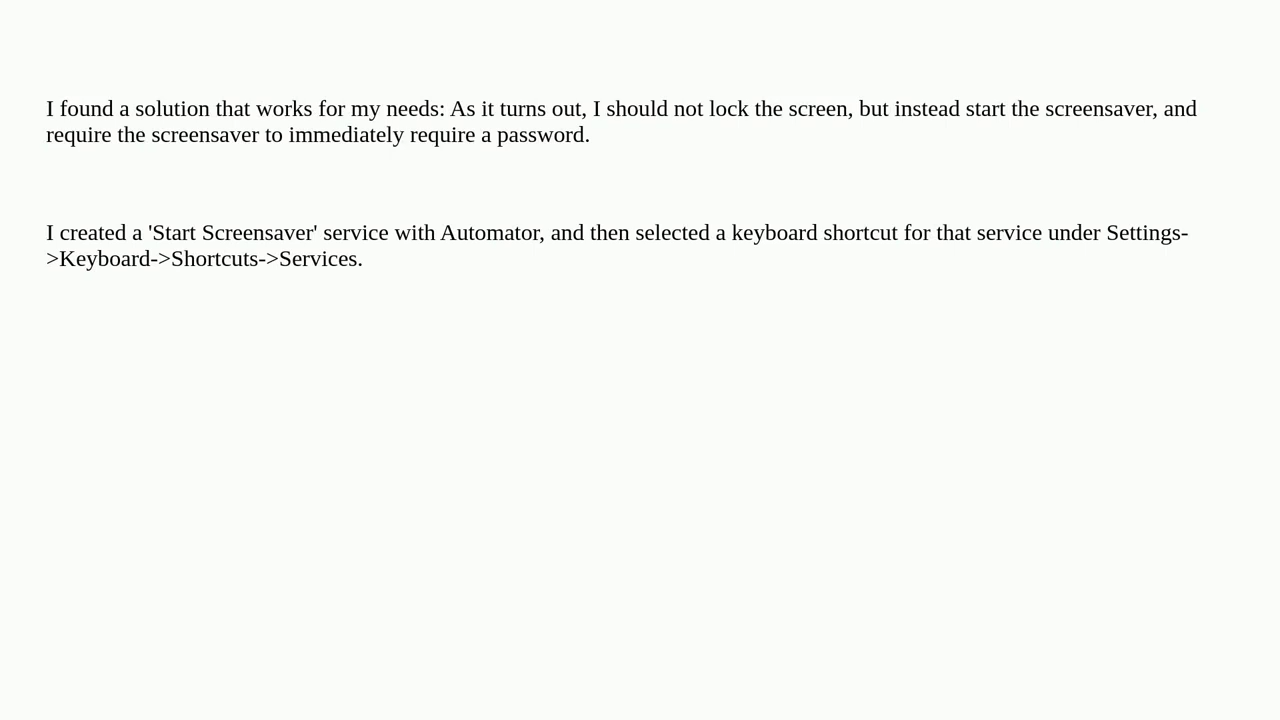 I found a solution that works for my needs: As it turns out, I should not lock the screen, but instead start the screensaver, and
require the screensaver to immediately require a password.
I created a 'Start Screensaver' service with Automator, and then selected a keyboard shortcut for that service under Settings-
>Keyboard->Shortcuts->Services.